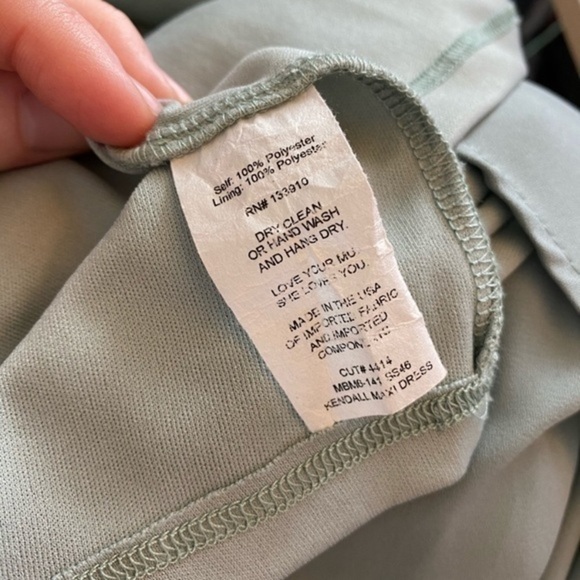 Self: 100% Polyester
Lining: 100% Polyester
RN# 133910
DRY CLEAN
OR HAND WASH
AND HANG DRY.
LOVE YOUR MU
SHE LOVES YOU.
MADE IN THE USA
OF IMPORTED FABRIC
AND IMPORTED
COMPONENTS
CUT# 4414
MBM6-141 SS46
KENDALL MAXI DRESS